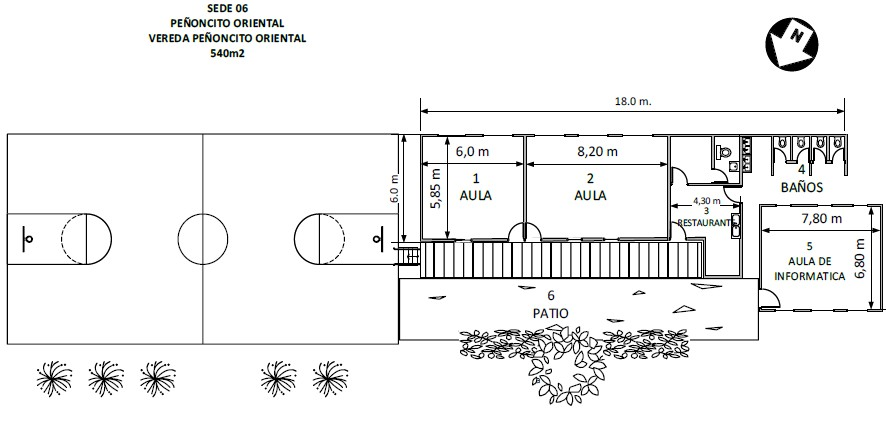 SEDE 06
PEÑONCITO ORIENTAL
VEREDA PEÑONCITO ORIENTAL
540m2
N
18.0 m.
6.0 m
6,0 m
5,85 m
1
AULA
8,20 m
2
AULA
4,30 m
3
RESTAURANTE
4
BAÑOS
7,80 m
6,80 m
5
AULA DE
INFORMATICA
6
PATIO